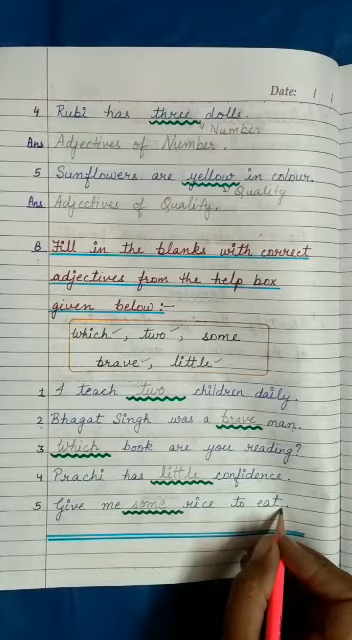 Date: / /
4 Rubi has three dolls.
Number
Ans Adjectives of Number.
5 Sunflowers are yellow in colour.
Quality
Ans Adjectives of Quality.
B Fill in the blanks with correct
adjectives from the help box
given below:-
which ✓, two ✓, some
brave ✓, little ✓
1 I teach two children daily.
2 Bhagat Singh was a brave man.
3 Which book are you reading?
4 Prachi has little confidence.
5 Give me some rice to eat